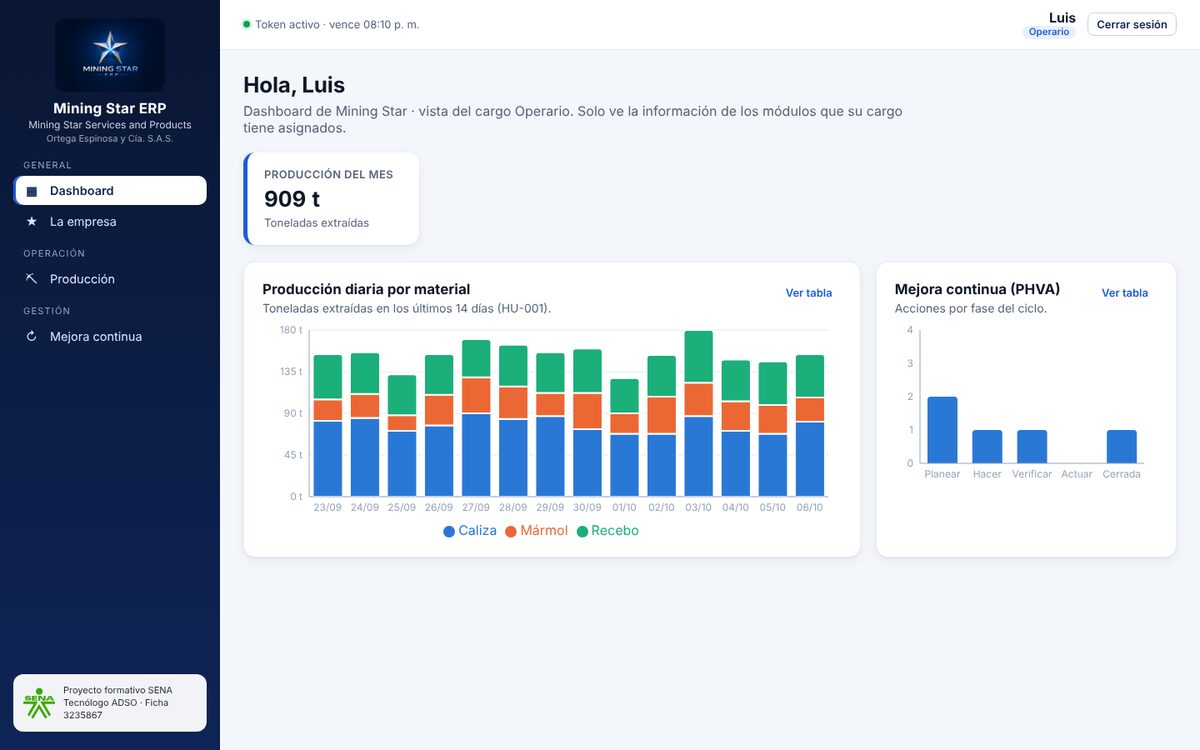 MINING STAR
ERP
Mining Star ERP
Mining Star Services and Products
Ortega Espinosa y Cía. S.A.S.
GENERAL
Dashboard
La empresa
OPERACIÓN
Producción
GESTIÓN
Mejora continua
SENA
Proyecto formativo SENA
Tecnólogo ADSO · Ficha
3235867
Token activo · vence 08:10 p. m.
Luis
Operario
Cerrar sesión
Hola, Luis
Dashboard de Mining Star · vista del cargo Operario. Solo ve la información de los módulos que su cargo
tiene asignados.
PRODUCCIÓN DEL MES
909 t
Toneladas extraídas
Producción diaria por material
Ver tabla
Toneladas extraídas en los últimos 14 días (HU-001).
180 t
135 t
90 t
45 t
0 t
23/09 24/09 25/09 26/09 27/09 28/09 29/09 30/09 01/10 02/10 03/10 04/10 05/10 06/10
Caliza Mármol Recebo
Mejora continua (PHVA)
Ver tabla
Acciones por fase del ciclo.
4
3
2
1
0
Planear Hacer Verificar Actuar Cerrada